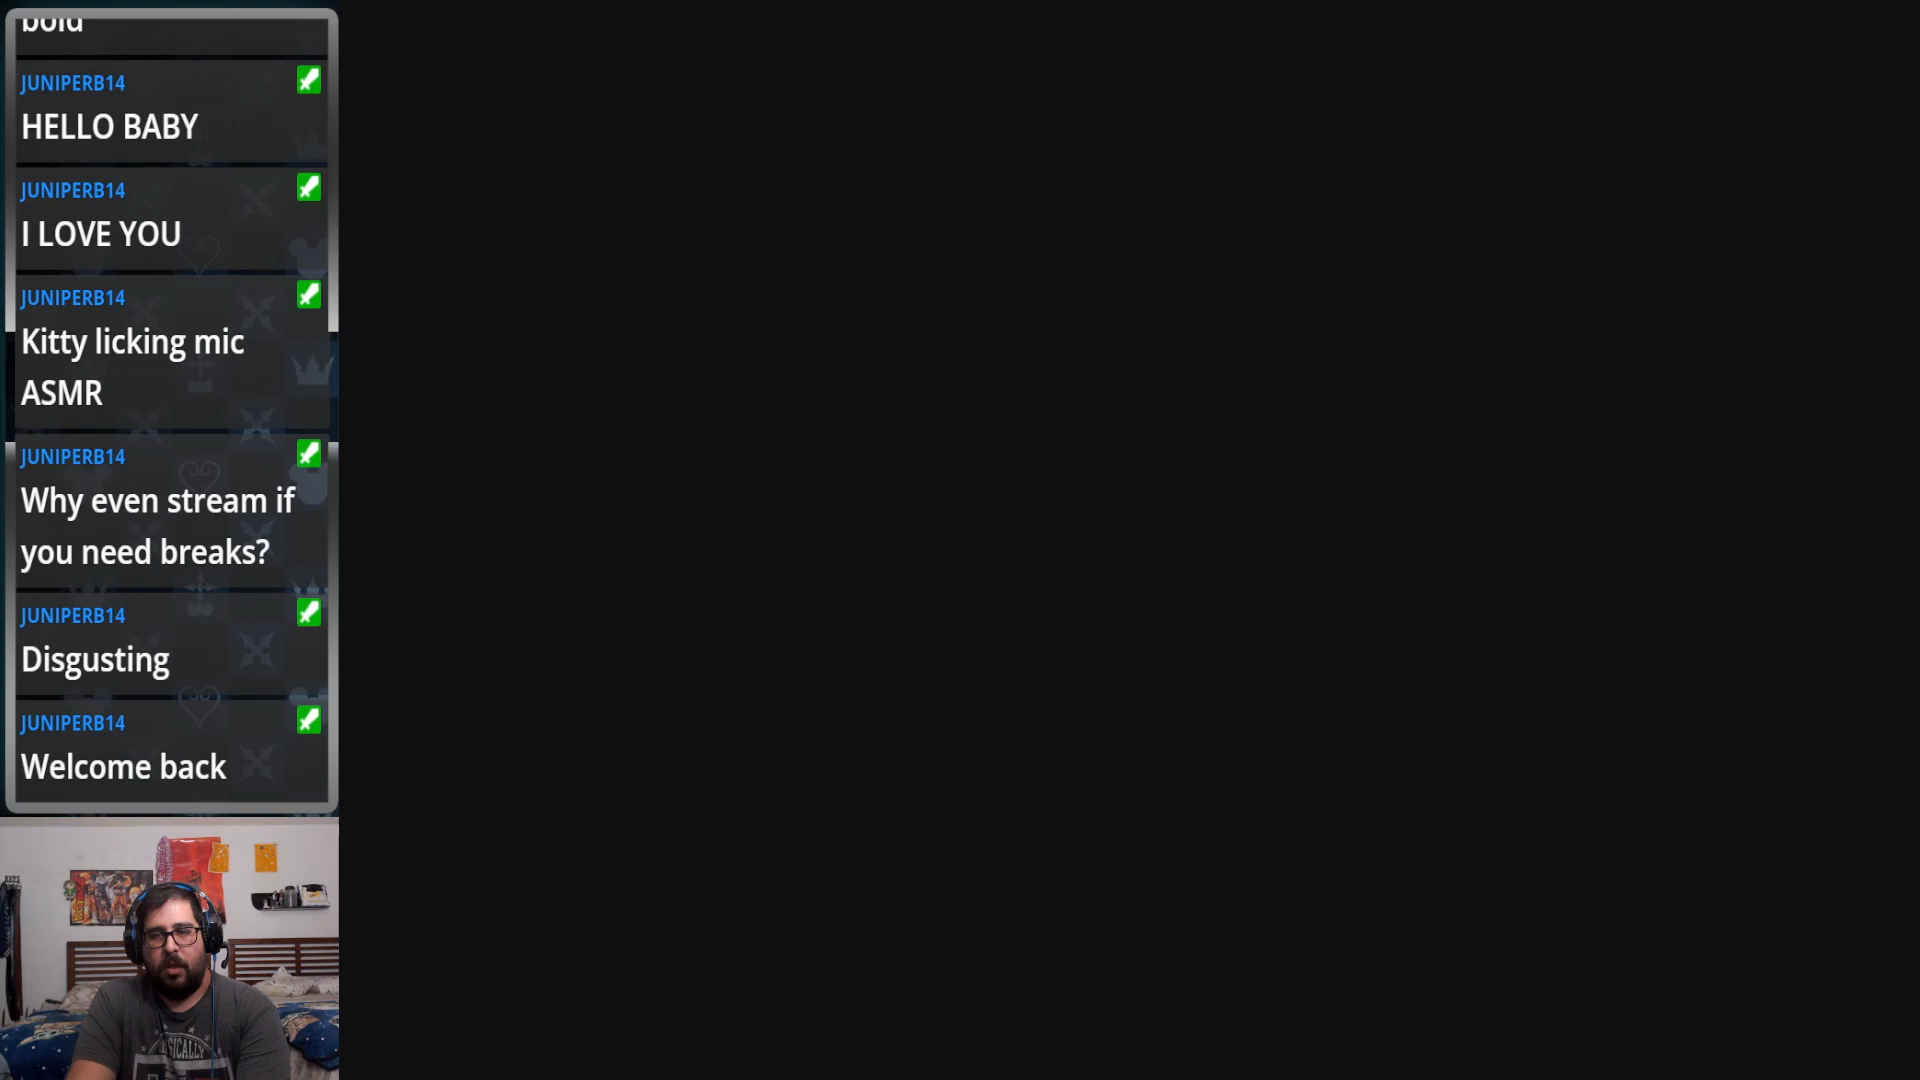 bold
JUNIPERB14
HELLO BABY
JUNIPERB14
I LOVE YOU
JUNIPERB14
Kitty licking mic
ASMR
JUNIPERB14
Why even stream if
you need breaks?
JUNIPERB14
Disgusting
JUNIPERB14
Welcome back